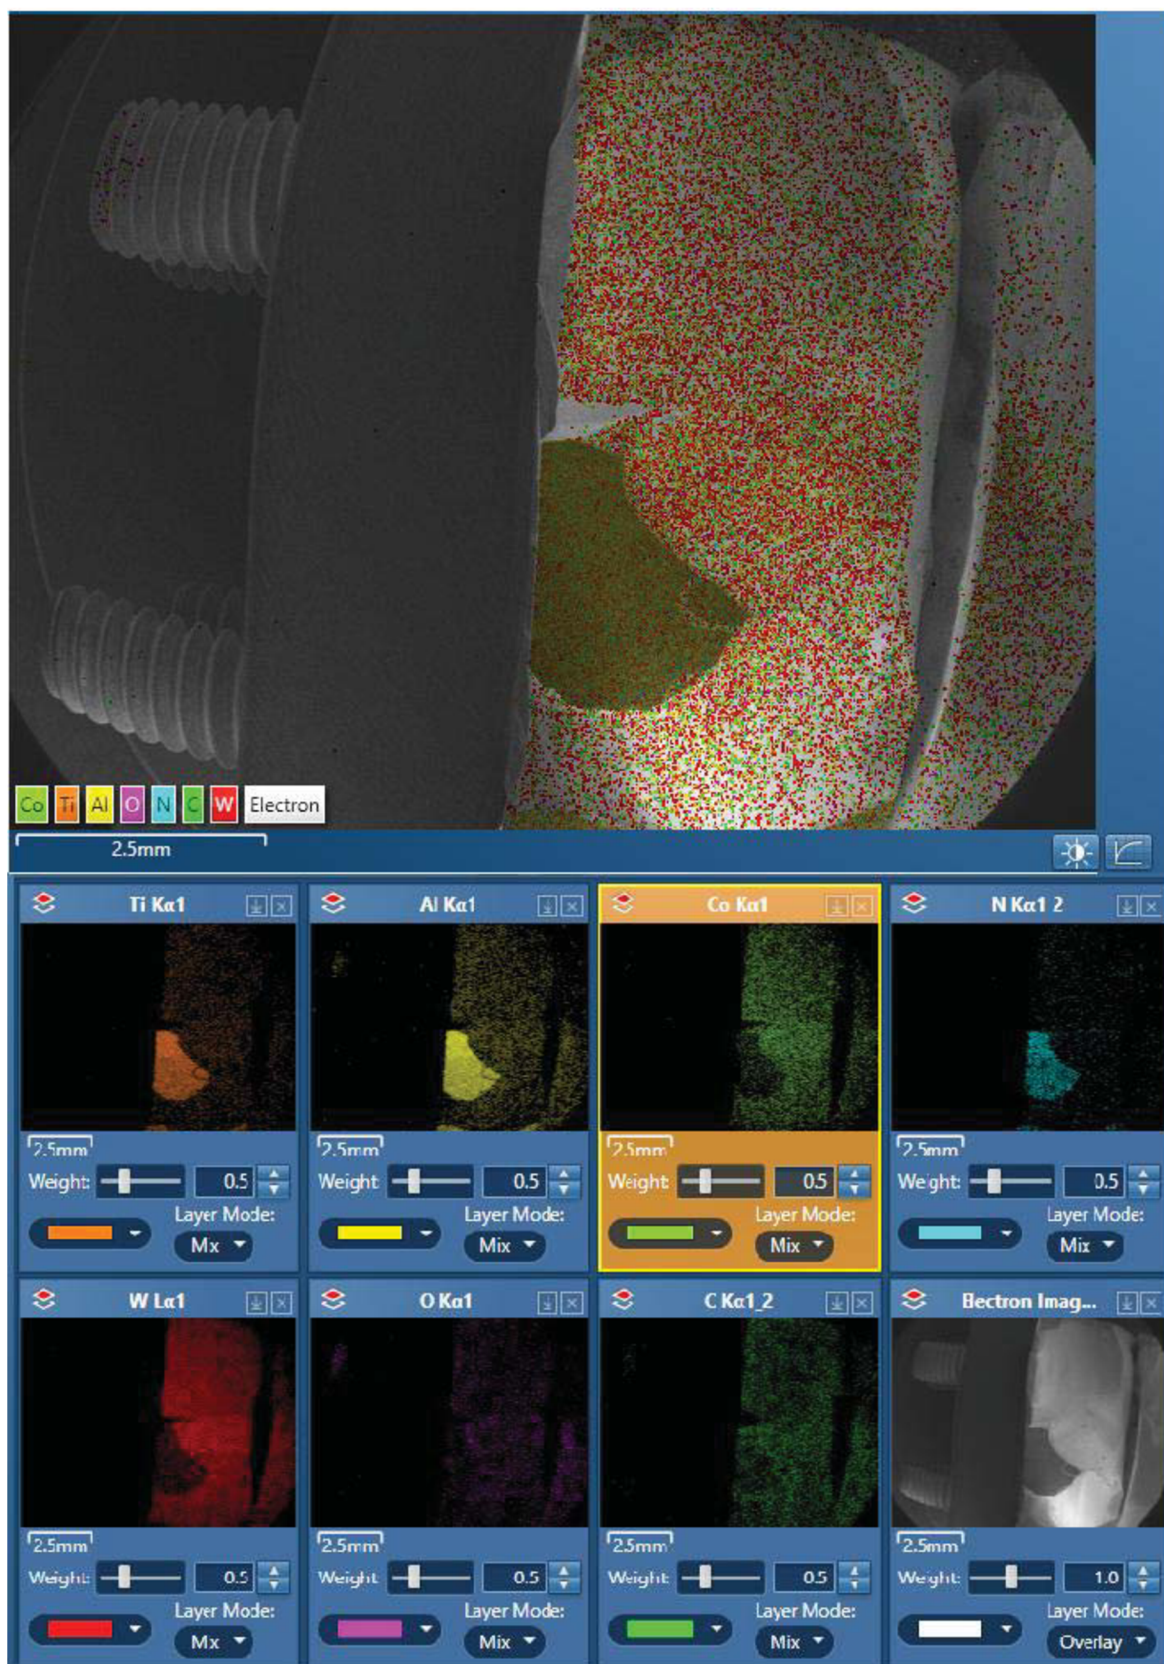 Co Ti Al O N C W Electron
2.5mm
Ti Kα1 Al Kα1 Co Kα1 N Kα1 2
2.5mm 2.5mm 2.5mm 2.5mm
Weight: 0.5 Weight: 0.5 Weight: 0.5 Weight: 0.5
Layer Mode: Layer Mode: Layer Mode: Layer Mode:
Mix Mix Mix Mix
W Lα1 O Kα1 C Kα1_2 Electron Imag...
2.5mm 2.5mm 2.5mm 2.5mm
Weight: 0.5 Weight: 0.5 Weight: 0.5 Weight: 1.0
Layer Mode: Layer Mode: Layer Mode: Layer Mode:
Mix Mix Mix Overlay